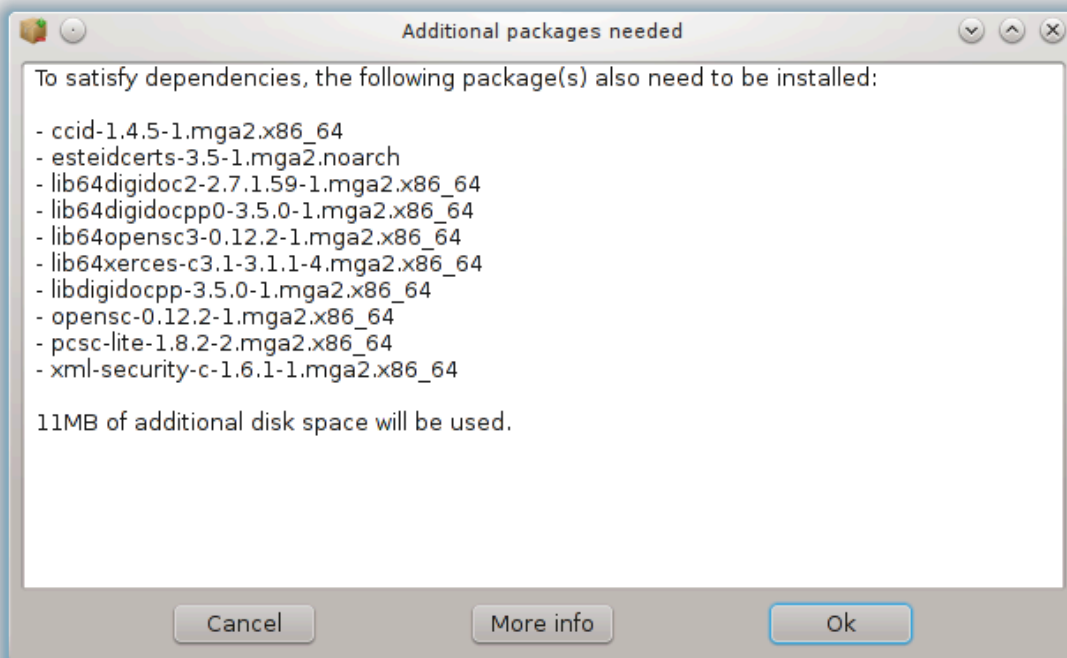 Additional packages needed
To satisfy dependencies, the following package(s) also need to be installed:
- ccid-1.4.5-1.mga2.x86_64
- esteidcerts-3.5-1.mga2.noarch
- lib64digidoc2-2.7.1.59-1.mga2.x86_64
- lib64digidocpp0-3.5.0-1.mga2.x86_64
- lib64opensc3-0.12.2-1.mga2.x86_64
- lib64xerces-c3.1-3.1.1-4.mga2.x86_64
- libdigidocpp-3.5.0-1.mga2.x86_64
- opensc-0.12.2-1.mga2.x86_64
- pcsc-lite-1.8.2-2.mga2.x86_64
- xml-security-c-1.6.1-1.mga2.x86_64
11MB of additional disk space will be used.
Cancel More info Ok